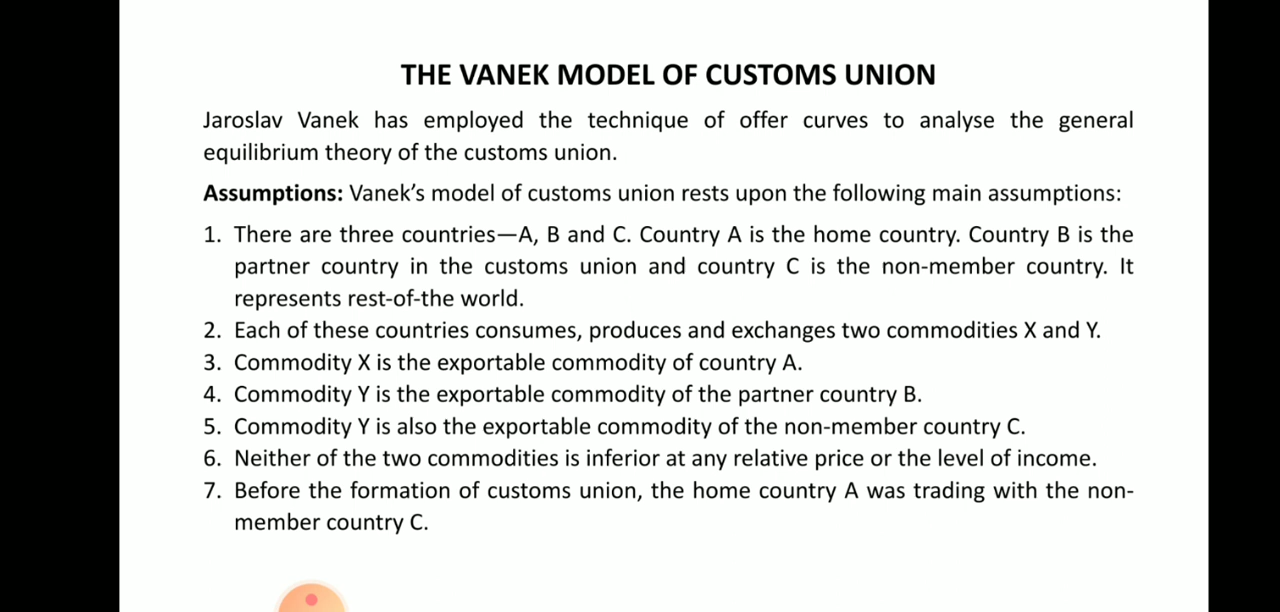 THE VANEK MODEL OF CUSTOMS UNION
Jaroslav Vanek has employed the technique of offer curves to analyse the general
equilibrium theory of the customs union.
Assumptions: Vanek’s model of customs union rests upon the following main assumptions:
1. There are three countries—A, B and C. Country A is the home country. Country B is the
partner country in the customs union and country C is the non-member country. It
represents rest-of-the world.
2. Each of these countries consumes, produces and exchanges two commodities X and Y.
3. Commodity X is the exportable commodity of country A.
4. Commodity Y is the exportable commodity of the partner country B.
5. Commodity Y is also the exportable commodity of the non-member country C.
6. Neither of the two commodities is inferior at any relative price or the level of income.
7. Before the formation of customs union, the home country A was trading with the non-
member country C.